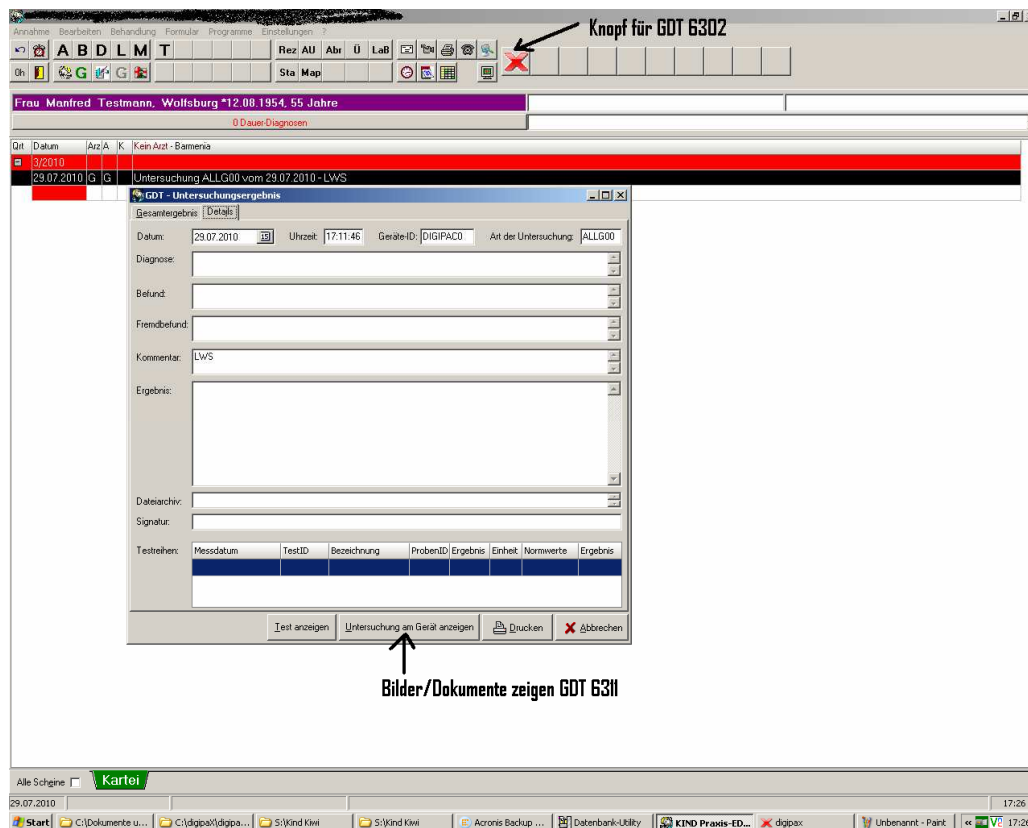 Knopf für GDT 6302
Annahme Bearbeiten Behandlung Formular Programme Einstellungen ?
A B D L M T Rez AU Abr Ü LaB
0h G G Sta Map
Frau Manfred Testmann, Wolfsburg *12.08.1954, 55 Jahre
0 Dauer-Diagnosen
Qrt Datum Arz A K Kein Arzt - Barmenia
3/2010
29.07.2010 G G Untersuchung ALLG00 vom 29.07.2010 - LWS
GDT - Untersuchungsergebnis
Gesamtergebnis Details
Datum: 29.07.2010 15 Uhrzeit: 17:11:46 Geräte-ID: DIGIPAC0 Art der Untersuchung: ALLG00
Diagnose:
Befund:
Fremdbefund:
Kommentar: LWS
Ergebnis:
Dateiarchiv:
Signatur:
Testreihen: Messdatum TestID Bezeichnung ProbenID Ergebnis Einheit Normwerte Ergebnis
Test anzeigen Untersuchung am Gerät anzeigen Drucken Abbrechen
Bilder/Dokumente zeigen GDT 6311
Alle Scheine Kartei
29.07.2010 17:26
Start C:\Dokumente u... C:\digipaX\digipa... S:\Kind Kiwi S:\Kind Kiwi Acronis Backup ... Datenbank-Utility KIND Praxis-ED... digipax Unbenannt - Paint « 17:26